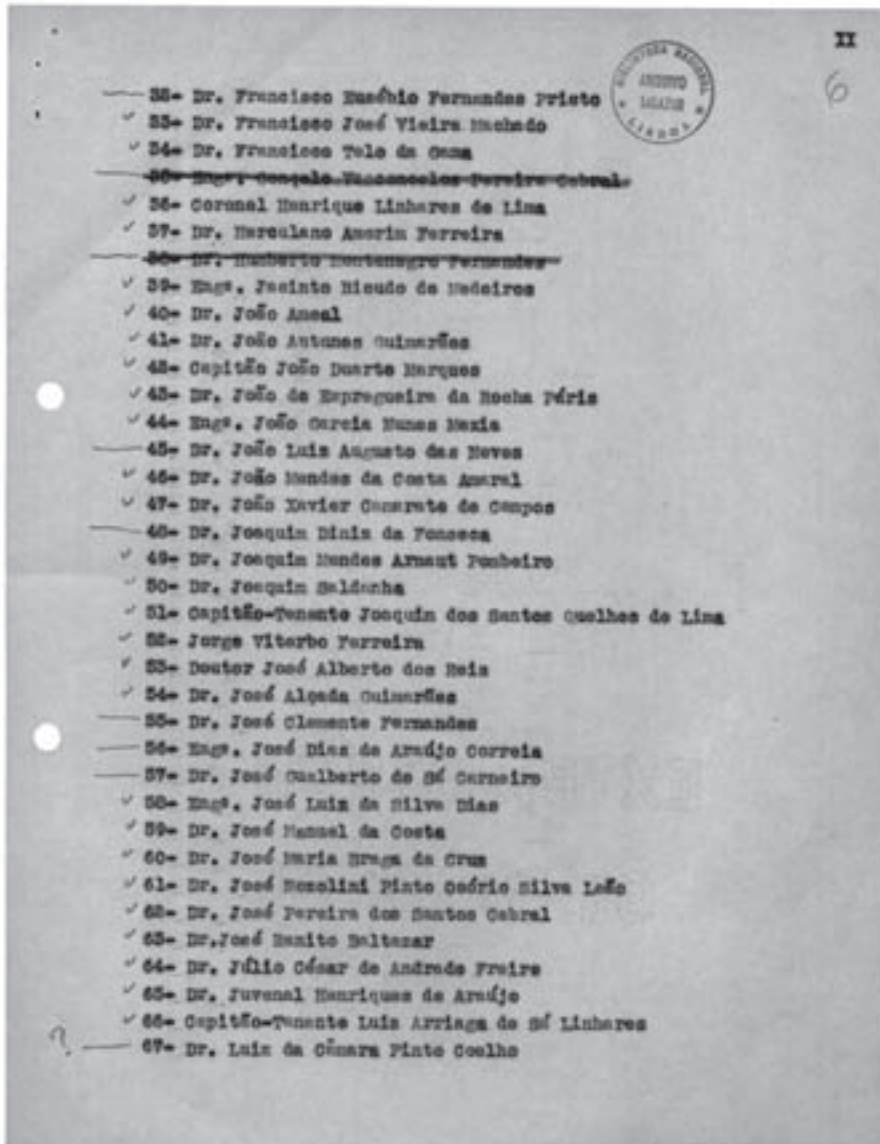 II
6
BIBLIOTECA NACIONAL
ARQUIVO
SALAZAR
LISBOA
32- Dr. Francisco Eusébio Fernandes Prieto
33- Dr. Francisco José Vieira Machado
34- Dr. Francisco Telo da Gama
35- Engº. Gonçalo Vasconcelos Pereira Cabral
36- Coronel Henrique Linhares de Lima
37- Dr. Herculano Amorim Ferreira
38- Dr. Humberto Montenegro Fernandes
39- Engº. Jacinto Bicudo de Medeiros
40- Dr. João Ameal
41- Dr. João Antunes Guimarães
42- Capitão João Duarte Marques
43- Dr. João de Espregueira da Rocha Páris
44- Engº. João Garcia Nunes Mexia
45- Dr. João Luis Augusto das Neves
46- Dr. João Mendes da Costa Amaral
47- Dr. João Xavier Camarate de Campos
48- Dr. Joaquim Dinis da Fonseca
49- Dr. Joaquim Mendes Arnaut Pombeiro
50- Dr. Joaquim Saldanha
51- Capitão-Tenente Joaquim dos Santos Quelhas de Lima
52- Jorge Viterbo Ferreira
53- Doutor José Alberto dos Reis
54- Dr. José Alçada Guimarães
55- Dr. José Clemente Fernandes
56- Engº. José Dias de Araújo Correia
57- Dr. José Gualberto de Sá Carneiro
58- Engº. José Luis da Silva Dias
59- Dr. José Manuel da Costa
60- Dr. José Maria Braga da Cruz
61- Dr. José Nozolini Pinto Osório Silva Leão
62- Dr. José Pereira dos Santos Cabral
63- Dr.José Ranito Baltazar
64- Dr. Júlio César de Andrade Freire
65- Dr. Juvenal Henriques de Araújo
66- Capitão-Tenente Luis Arriaga de Sá Linhares
? 67- Dr. Luis da Câmara Pinto Coelho